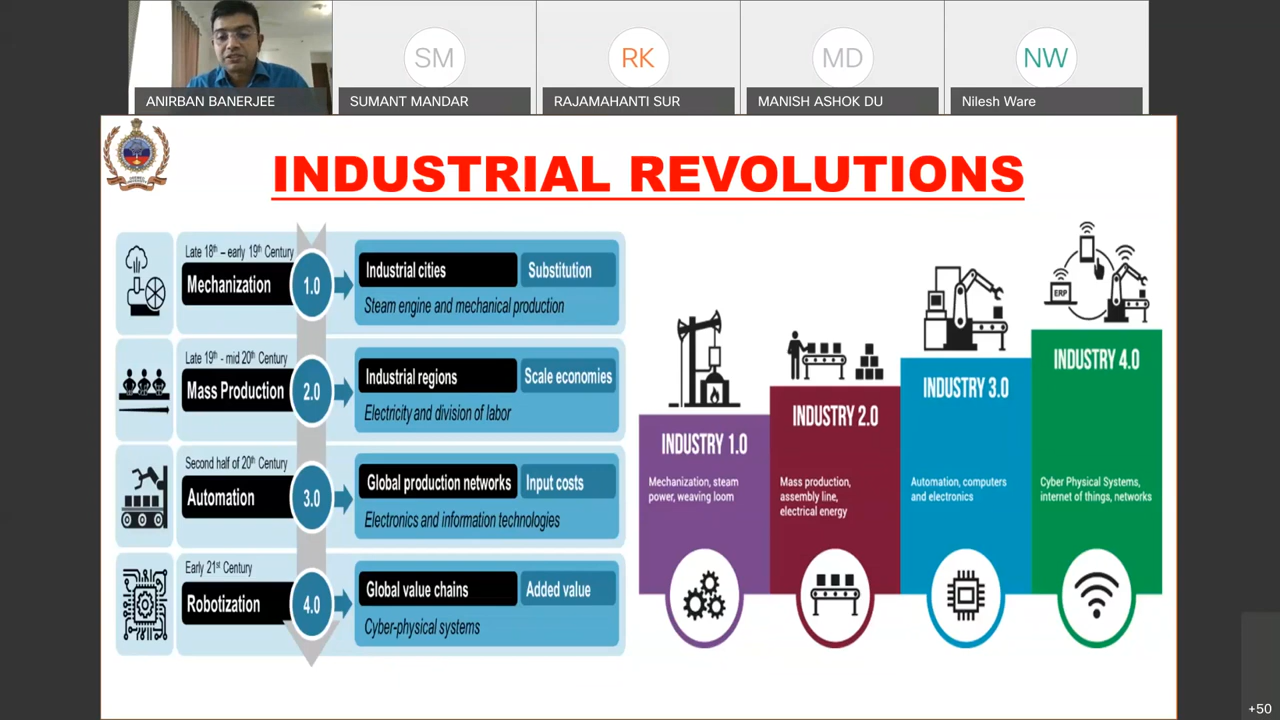 SM
RK
MD
NW
ANIRBAN BANERJEE
SUMANT MANDAR
RAJAMAHANTI SUR
MANISH ASHOK DU
Nilesh Ware
INDUSTRIAL REVOLUTIONS
Late 18th – early 19th Century
Mechanization
1.0
Industrial cities
Substitution
Steam engine and mechanical production
Late 19th - mid 20th Century
Mass Production
2.0
Industrial regions
Scale economies
Electricity and division of labor
Second half of 20th Century
Automation
3.0
Global production networks
Input costs
Electronics and information technologies
Early 21st Century
Robotization
4.0
Global value chains
Added value
Cyber-physical systems
INDUSTRY 1.0
Mechanization, steam
power, weaving loom
INDUSTRY 2.0
Mass production,
assembly line,
electrical energy
INDUSTRY 3.0
Automation, computers
and electronics
ERP
INDUSTRY 4.0
Cyber Physical Systems,
internet of things, networks
+50